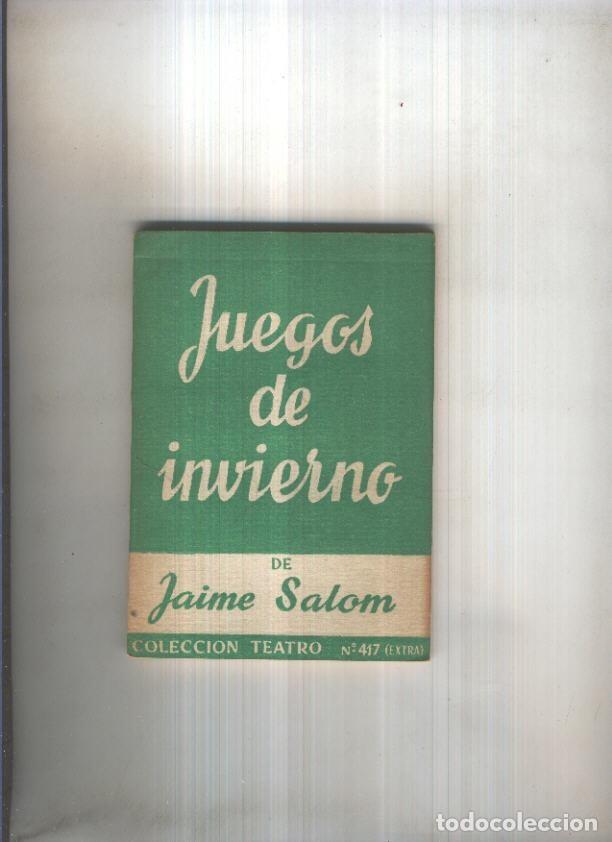 Juegos
de
invierno
DE
Jaime Salom
COLECCION TEATRO Nº 417 (EXTRA)
todocoleccion